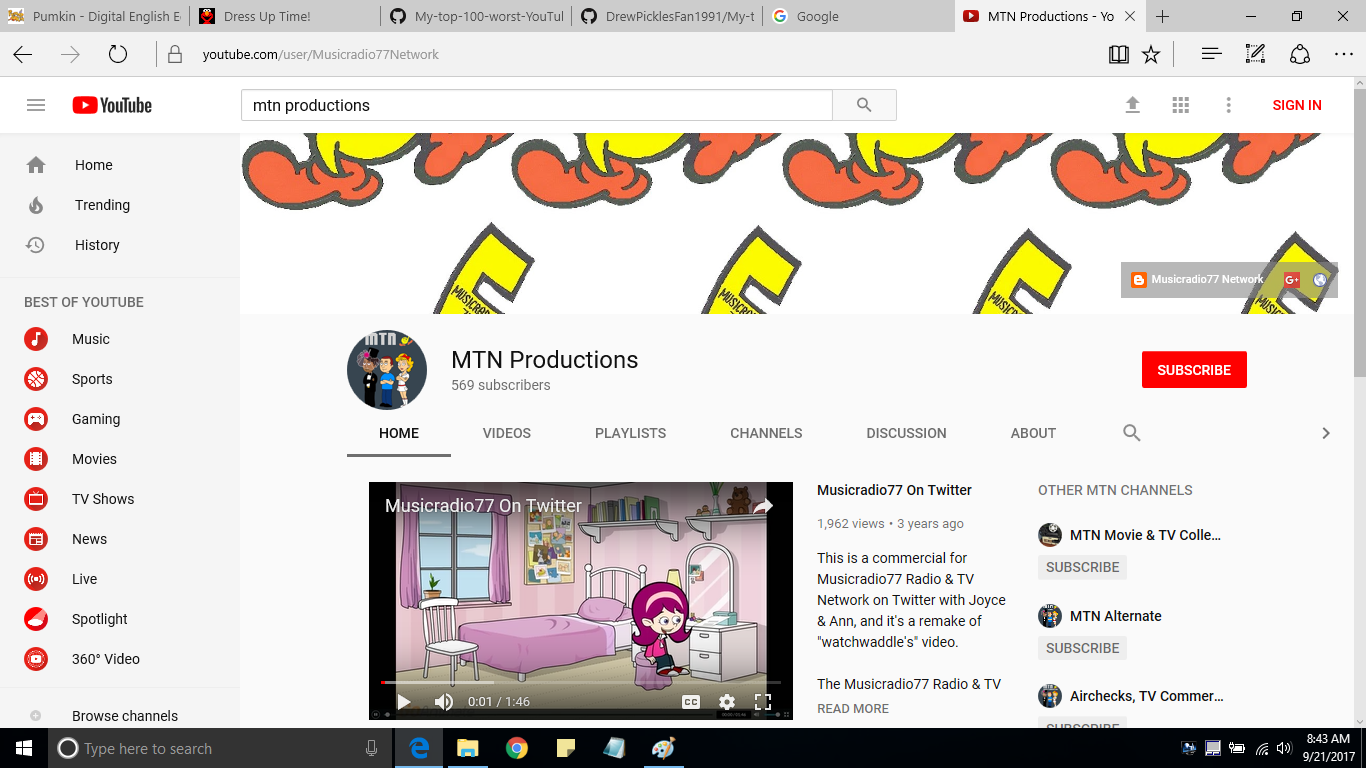 Pumkin - Digital English E
Dress Up Time!
My-top-100-worst-YouTul
DrewPicklesFan1991/My-t
Google
MTN Productions - Yo
youtube.com/user/Musicradio77Network
YouTube
mtn productions
SIGN IN
Home
Trending
History
BEST OF YOUTUBE
Music
Sports
Gaming
Movies
TV Shows
News
Live
Spotlight
360° Video
Browse channels
Musicradio77 Network
G+
MTN
MTN Productions
569 subscribers
SUBSCRIBE
HOME VIDEOS PLAYLISTS CHANNELS DISCUSSION ABOUT
Musicradio77 On Twitter
0:01 / 1:46
CC
Musicradio77 On Twitter
1,962 views • 3 years ago
This is a commercial for
Musicradio77 Radio & TV
Network on Twitter with Joyce
& Ann, and it's a remake of
"watchwaddle's" video.
The Musicradio77 Radio & TV
READ MORE
OTHER MTN CHANNELS
MTN Movie & TV Colle...
SUBSCRIBE
MTN Alternate
SUBSCRIBE
Airchecks, TV Commer...
SUBSCRIBE
Type here to search
8:43 AM
9/21/2017